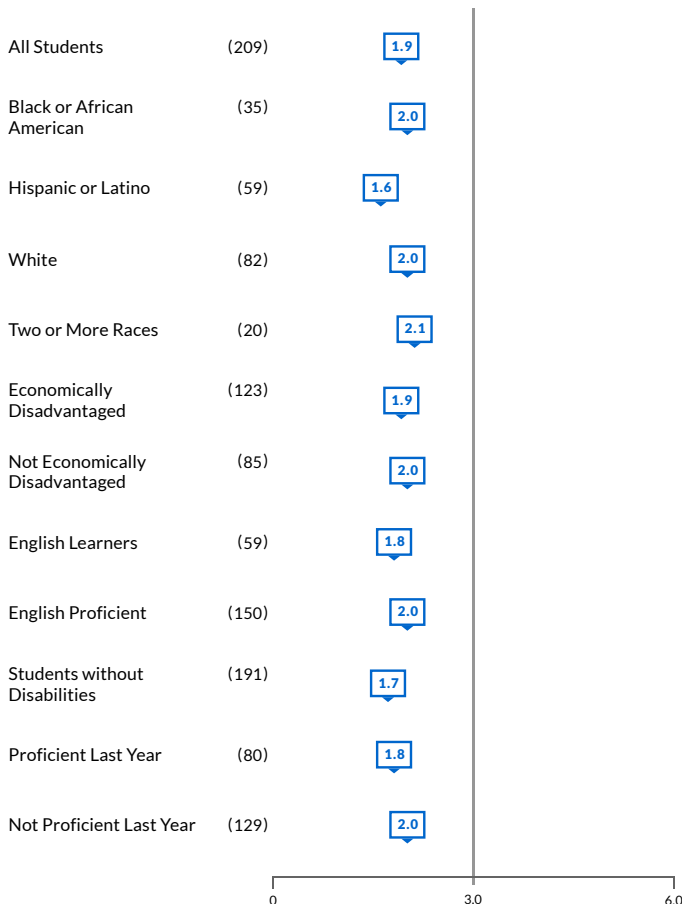 All Students (209) 1.9
Black or African (35)
American
2.0
Hispanic or Latino (59) 1.6
White (82) 2.0
Two or More Races (20) 2.1
Economically (123)
Disadvantaged
1.9
Not Economically (85)
Disadvantaged
2.0
English Learners (59) 1.8
English Proficient (150) 2.0
Students without (191)
Disabilities
1.7
Proficient Last Year (80) 1.8
Not Proficient Last Year (129) 2.0
0 3.0 6.0